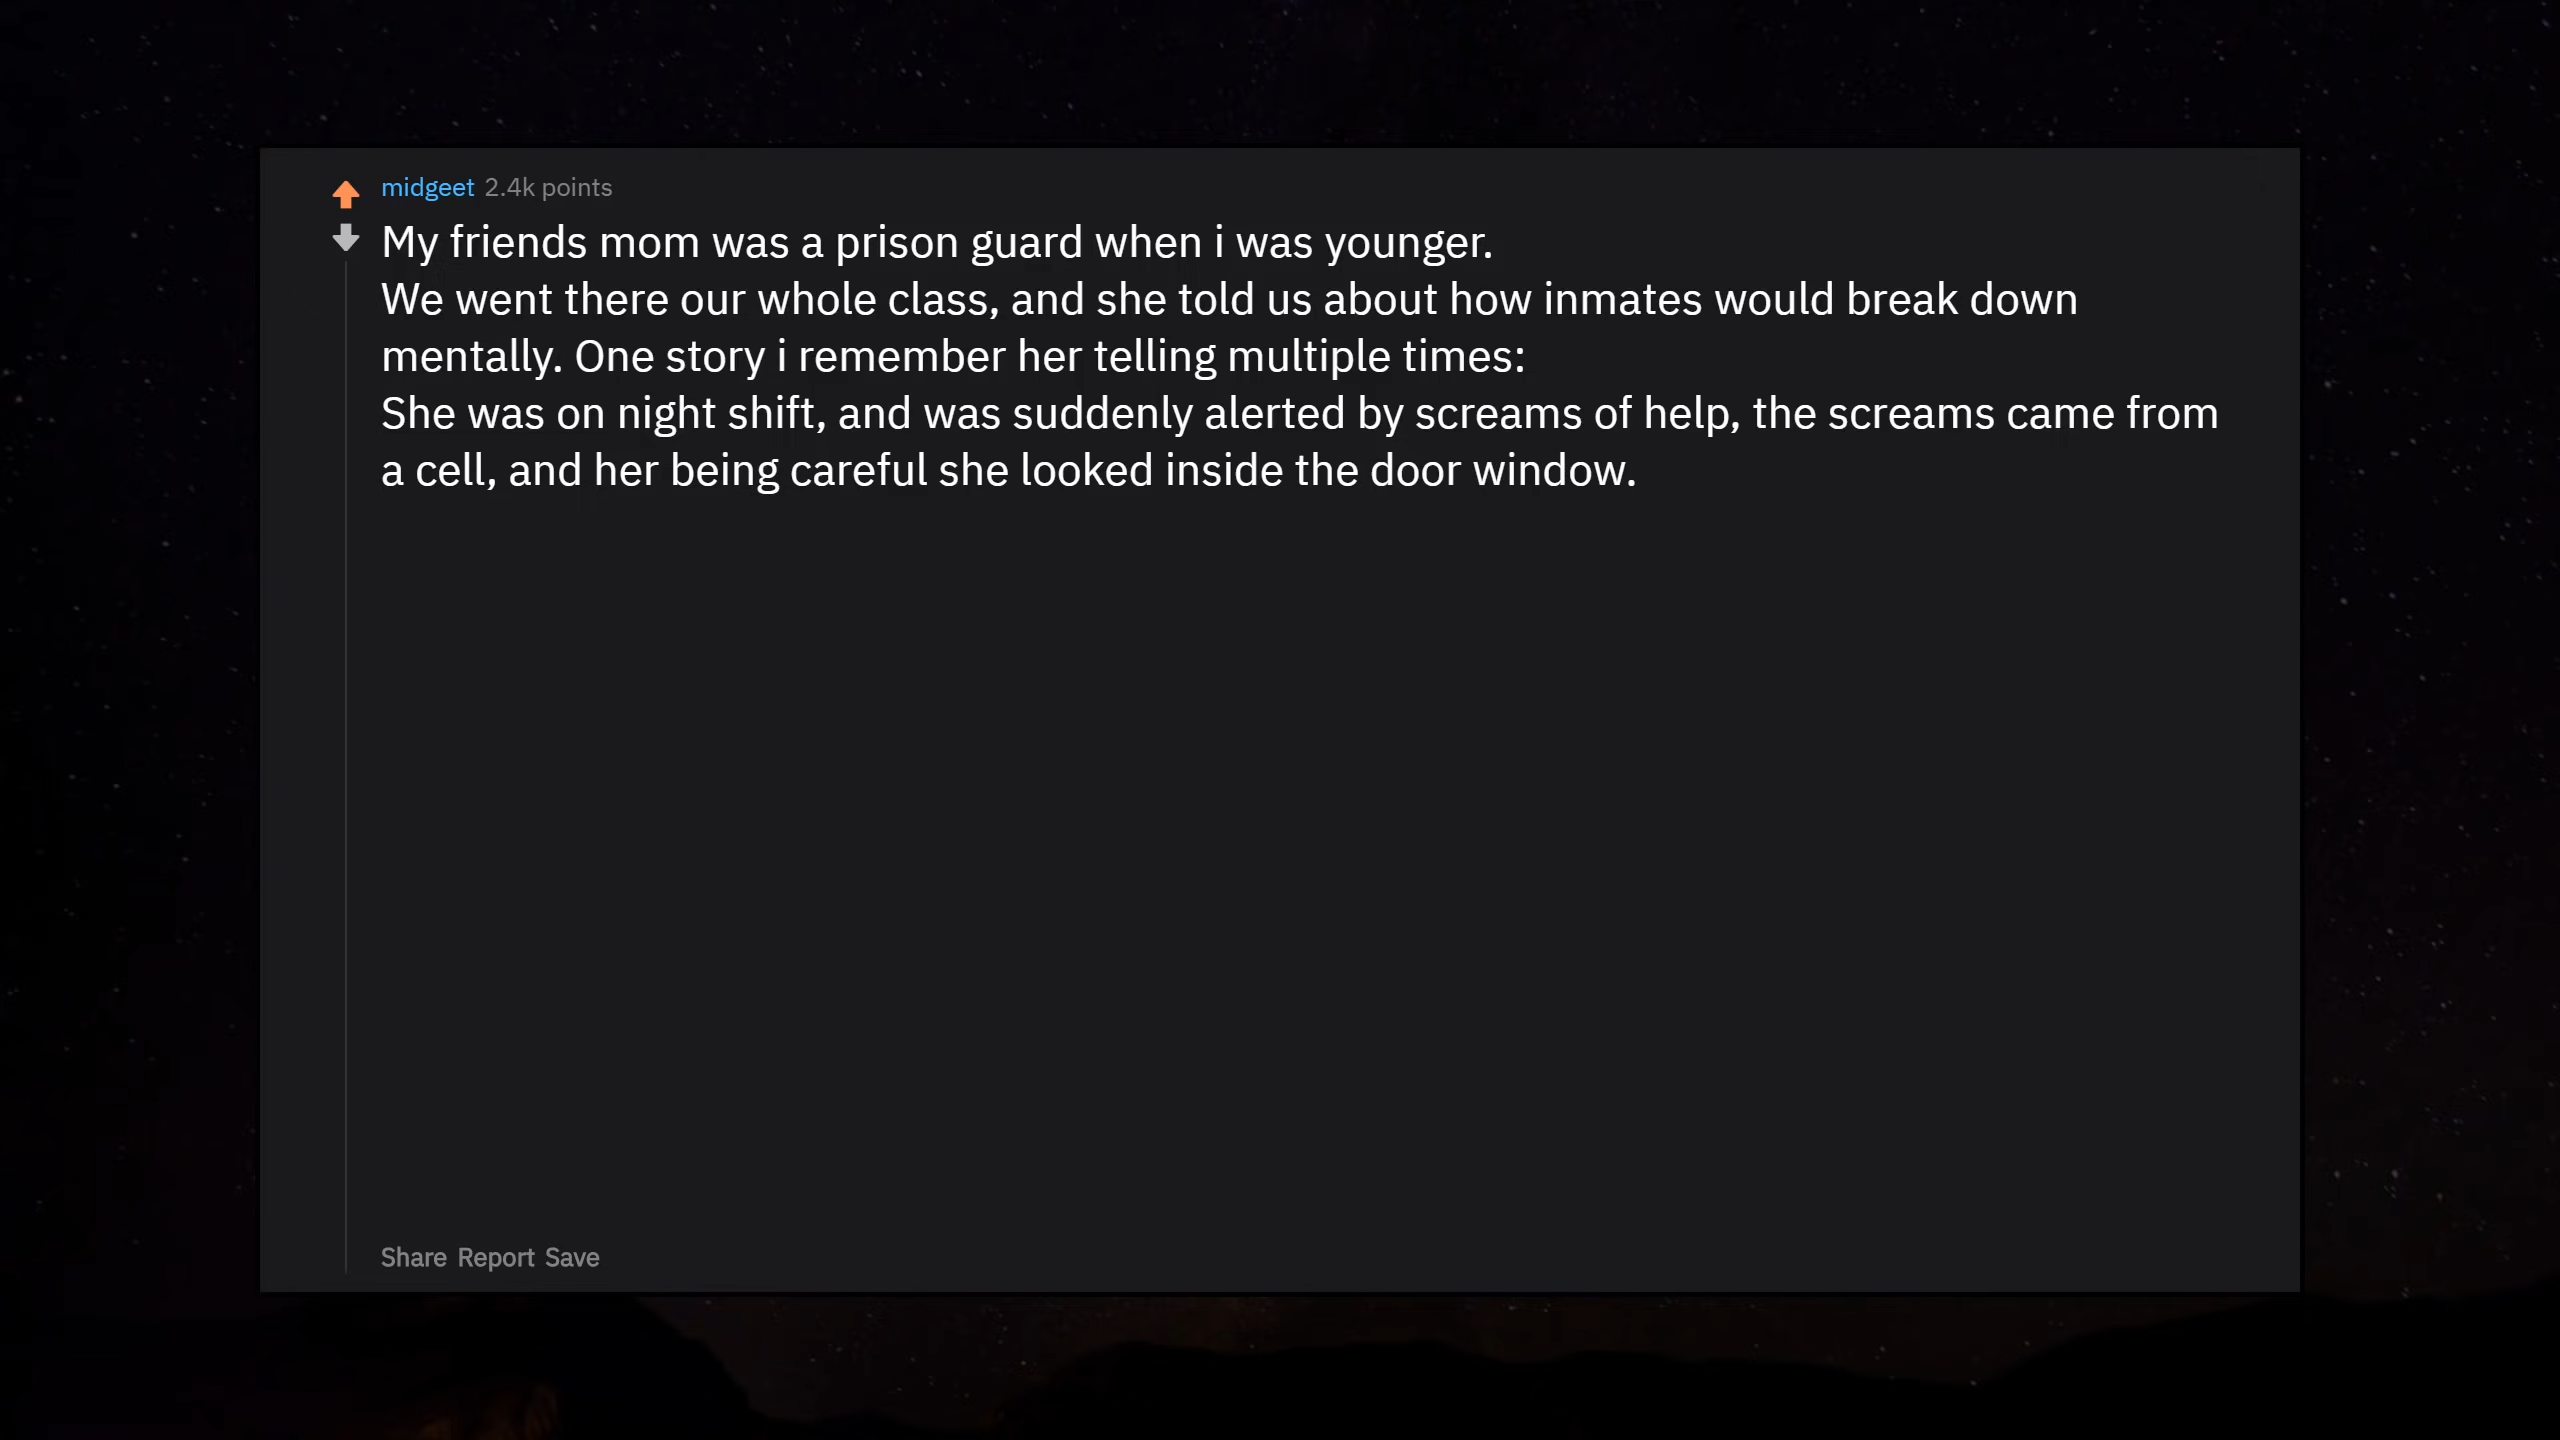 midgeet 2.4k points
My friends mom was a prison guard when i was younger.
We went there our whole class, and she told us about how inmates would break down
mentally. One story i remember her telling multiple times:
She was on night shift, and was suddenly alerted by screams of help, the screams came from
a cell, and her being careful she looked inside the door window.
Share Report Save